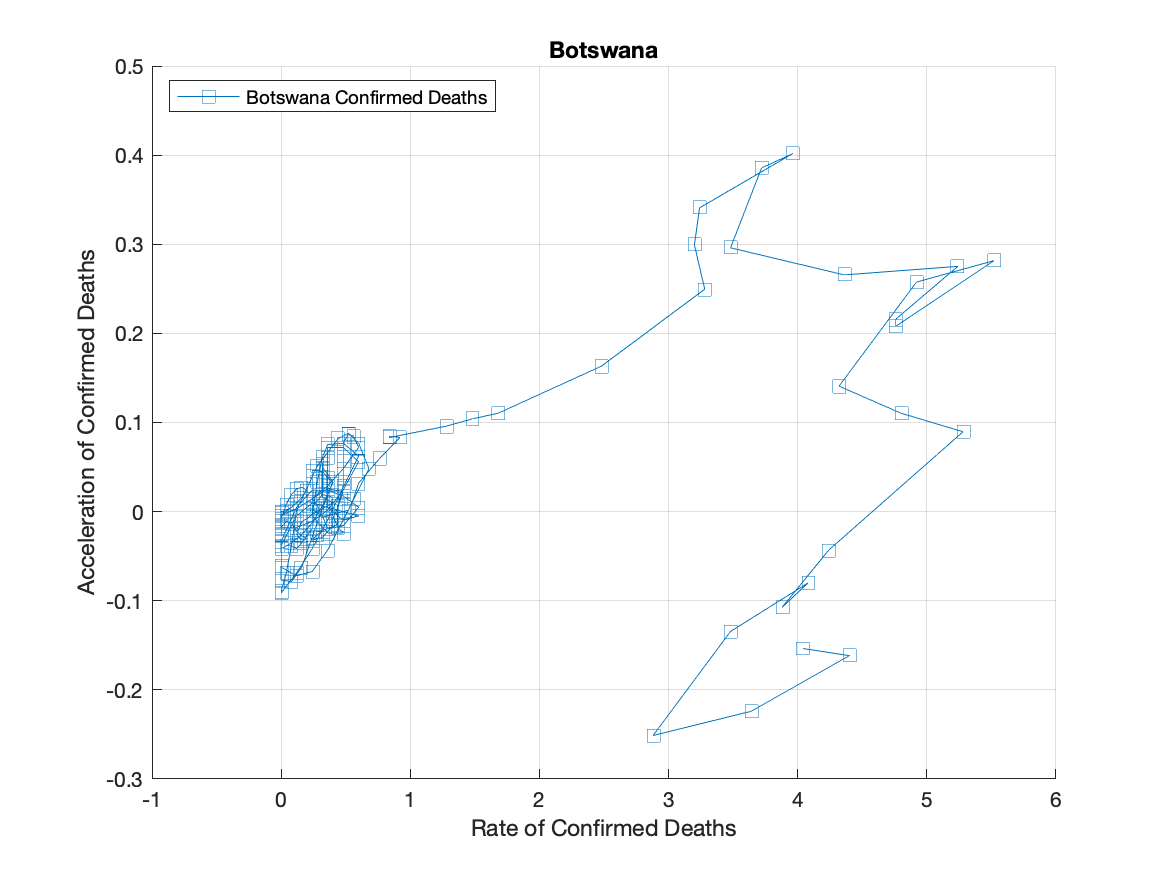 Botswana
0.5
Botswana Confirmed Deaths
0.4
0.3
0.2
0.1
0
-0.1
-0.2
-0.3
Acceleration of Confirmed Deaths
-1 0 1 2 3 4 5 6
Rate of Confirmed Deaths